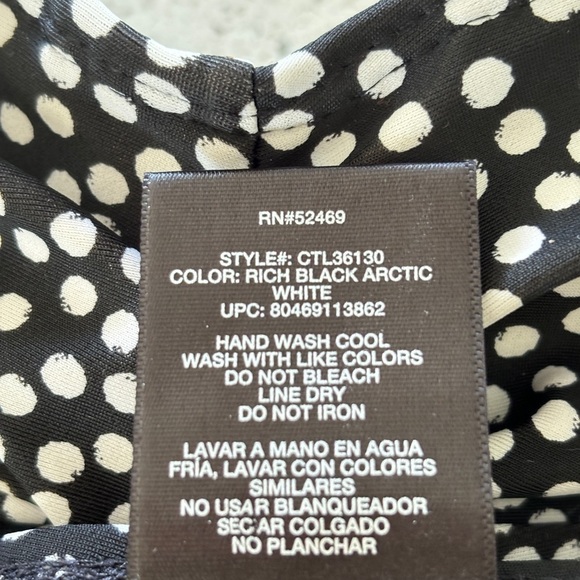 RN#52469
STYLE#: CTL36130
COLOR: RICH BLACK ARCTIC
WHITE
UPC: 80469113862
HAND WASH COOL
WASH WITH LIKE COLORS
DO NOT BLEACH
LINE DRY
DO NOT IRON
LAVAR A MANO EN AGUA
FRÍA, LAVAR CON COLORES
SIMILARES
NO USAR BLANQUEADOR
SECAR COLGADO
NO PLANCHAR